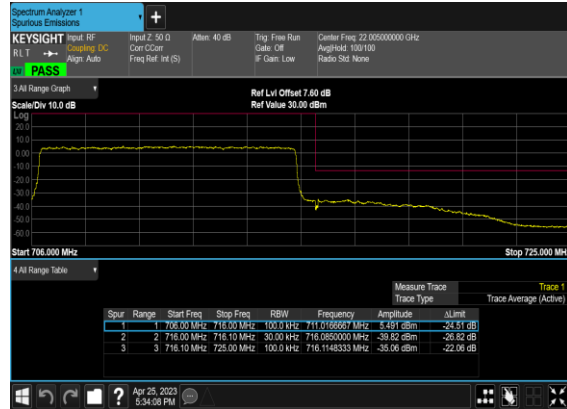 Spectrum Analyzer 1
Spurious Emissions
KEYSIGHT Input: RF Input Z: 50 Ω Atten: 40 dB Trig: Free Run Center Freq: 22.005000000 GHz
RLT Coupling: DC Corr CCorr Gate: Off Avg|Hold: 100/100
Align: Auto Freq Ref: Int (S) IF Gain: Low Radio Std: None
PASS
3 All Range Graph
Ref Lvl Offset 7.60 dB
Scale/Div 10.0 dB Ref Value 30.00 dBm
Log
20.0
10.0
0.00
-10.0
-20.0
-30.0
-40.0
-50.0
-60.0
Start 706.000 MHz Stop 725.000 MH
4 All Range Table
Measure Trace Trace 1
Trace Type Trace Average (Active)
Spur Range Start Freq Stop Freq RBW Frequency Amplitude ΔLimit
1 1 706.00 MHz 716.00 MHz 100.0 kHz 711.0166667 MHz 5.491 dBm -24.51 dB
2 2 716.00 MHz 716.10 MHz 30.00 kHz 716.0850000 MHz -39.82 dBm -26.82 dB
3 3 716.10 MHz 725.00 MHz 100.0 kHz 716.1148333 MHz -35.06 dBm -22.06 dB
Apr 25, 2023
5:34:08 PM